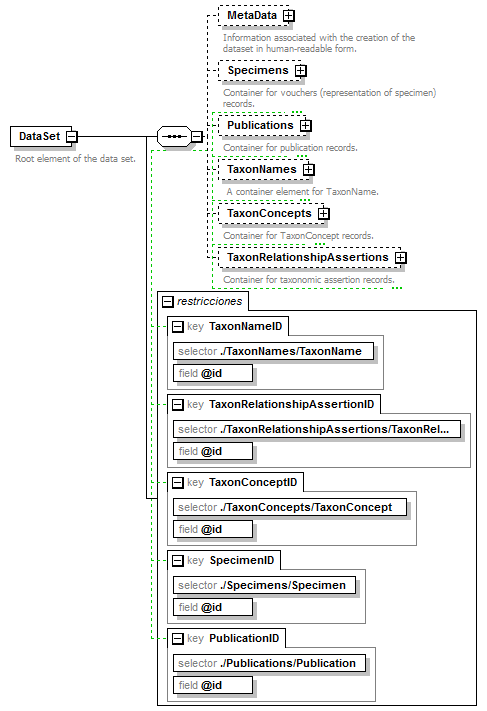 MetaData
Information associated with the creation of the
dataset in human-readable form.
Specimens
Container for vouchers (representation of specimen)
records.
Publications
Container for publication records.
DataSet
Root element of the data set.
TaxonNames
A container element for TaxonName.
TaxonConcepts
Container for TaxonConcept records.
TaxonRelationshipAssertions
Container for taxonomic assertion records.
restricciones
key TaxonNameID
selector ./TaxonNames/TaxonName
field @id
key TaxonRelationshipAssertionID
selector ./TaxonRelationshipAssertions/TaxonRel...
field @id
key TaxonConceptID
selector ./TaxonConcepts/TaxonConcept
field @id
key SpecimenID
selector ./Specimens/Specimen
field @id
key PublicationID
selector ./Publications/Publication
field @id